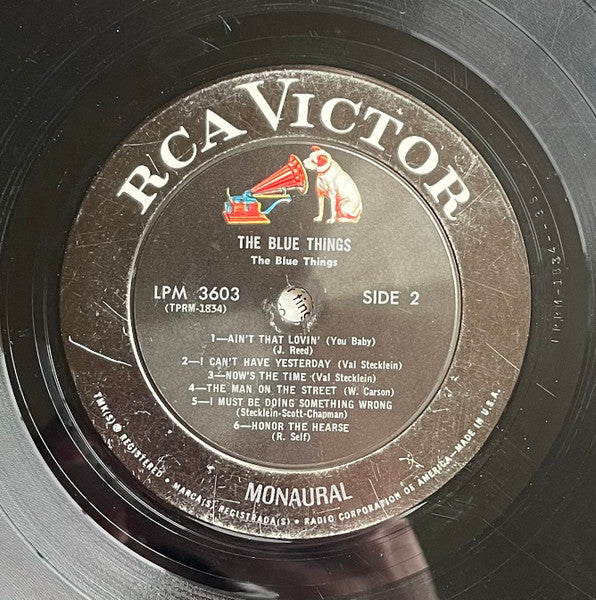 RCA VICTOR
THE BLUE THINGS
The Blue Things
LPM 3603
(TPRM-1834)
SIDE 2
1—AIN'T THAT LOVIN' (You Baby)
(J. Reed)
2—I CAN'T HAVE YESTERDAY (Val Stecklein)
3—NOW'S THE TIME (Val Stecklein)
4—THE MAN ON THE STREET (W. Carson)
5—I MUST BE DOING SOMETHING WRONG
(Stecklein-Scott-Chapman)
6—HONOR THE HEARSE
(R. Self)
MONAURAL
TMK(S) ® REGISTERED • MARCA(S) REGISTRADA(S) • RADIO CORPORATION OF AMERICA—MADE IN U.S.A.